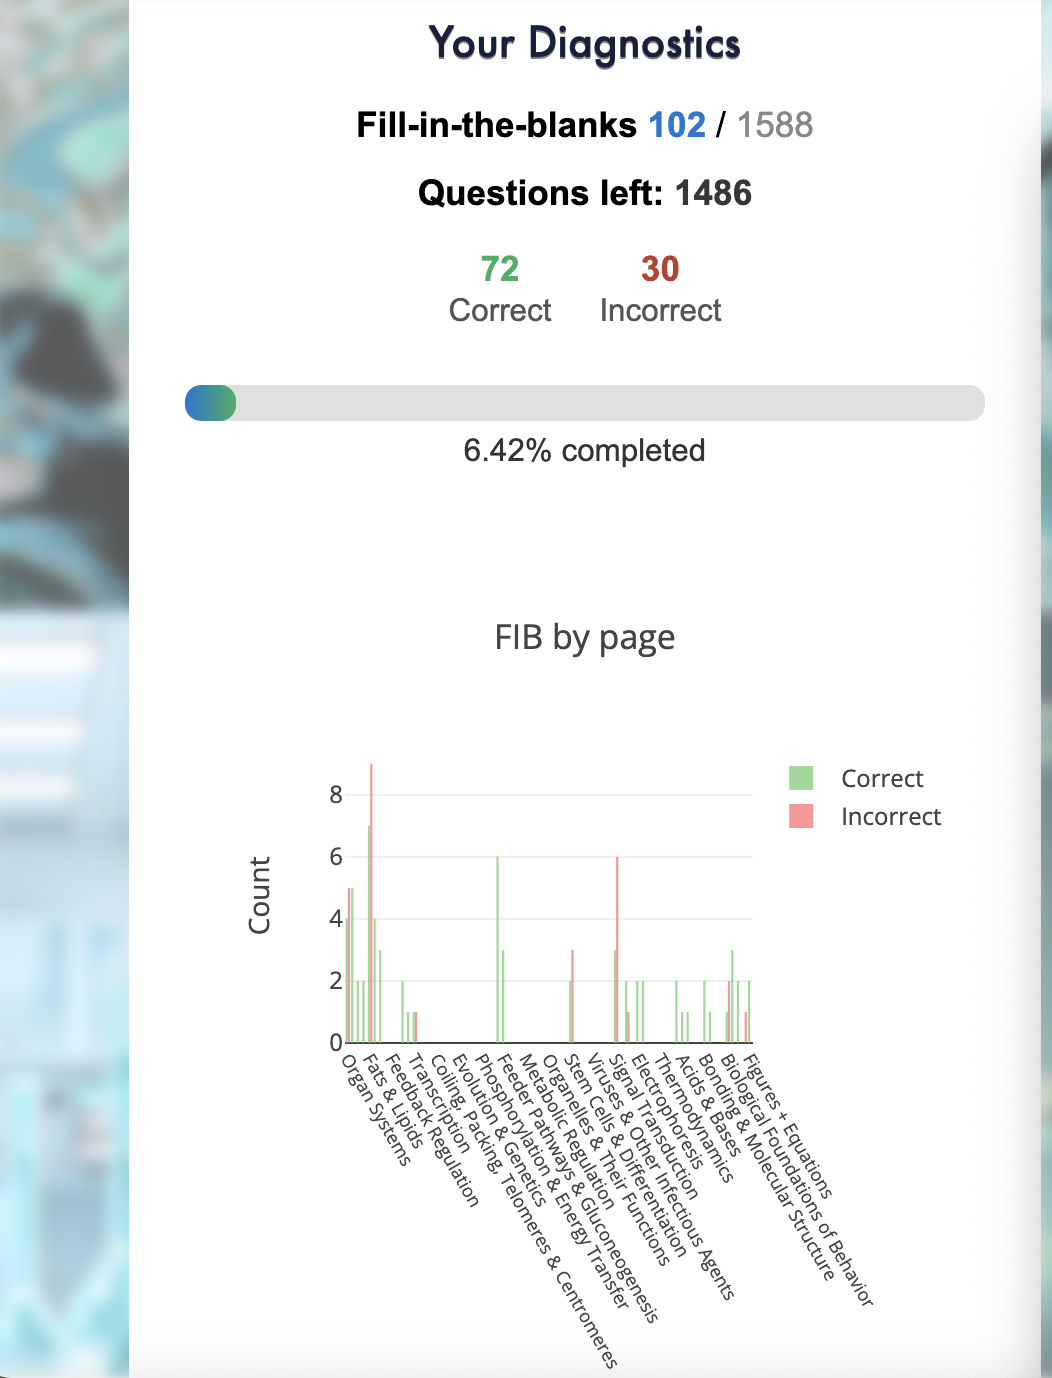 Your Diagnostics
Fill-in-the-blanks 102 / 1588
Questions left: 1486
72
Correct
30
Incorrect
6.42% completed
FIB by page
Correct
Incorrect
Count
8
6
4
2
0
Organ Systems
Fats & Lipids
Feedback Regulation
Transcription
Coiling, Packing, Telomeres & Centromeres
Evolution & Genetics
Phosphorylation & Energy Transfer
Feeder Pathways & Gluconeogenesis
Metabolic Regulation
Organelles & Their Functions
Stem Cells & Differentiation
Viruses & Other Infectious Agents
Signal Transduction
Electrophoresis
Thermodynamics
Acids & Bases
Bonding & Molecular Structure
Biological Foundations of Behavior
Figures + Equations